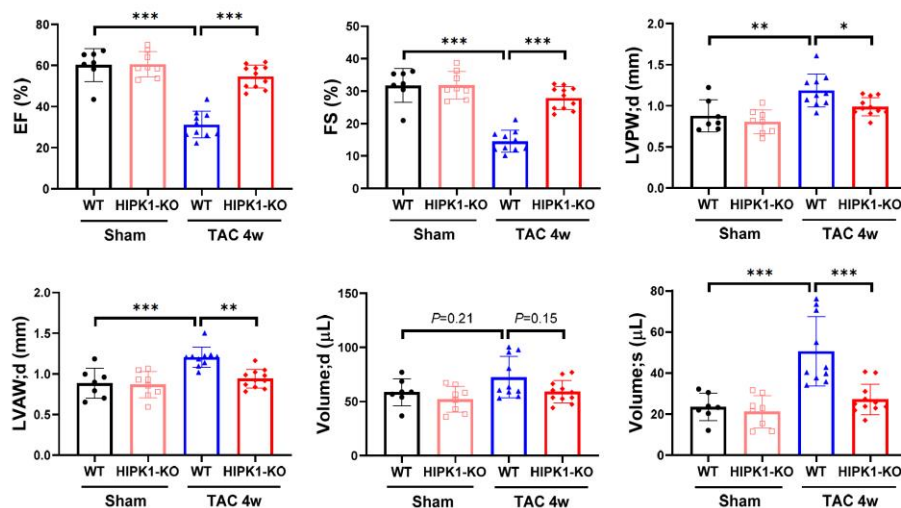 *** ***
80
60
40
20
0
EF (%)
WT HIPK1-KO WT HIPK1-KO
Sham TAC 4w
*** ***
50
40
30
20
10
0
FS (%)
WT HIPK1-KO WT HIPK1-KO
Sham TAC 4w
** *
2.0
1.5
1.0
0.5
0.0
LVPW;d (mm)
WT HIPK1-KO WT HIPK1-KO
Sham TAC 4w
*** **
2.0
1.5
1.0
0.5
0.0
LVAW;d (mm)
WT HIPK1-KO WT HIPK1-KO
Sham TAC 4w
P=0.21 P=0.15
150
100
50
0
Volume;d (μL)
WT HIPK1-KO WT HIPK1-KO
Sham TAC 4w
*** ***
80
60
40
20
0
Volume;s (μL)
WT HIPK1-KO WT HIPK1-KO
Sham TAC 4w